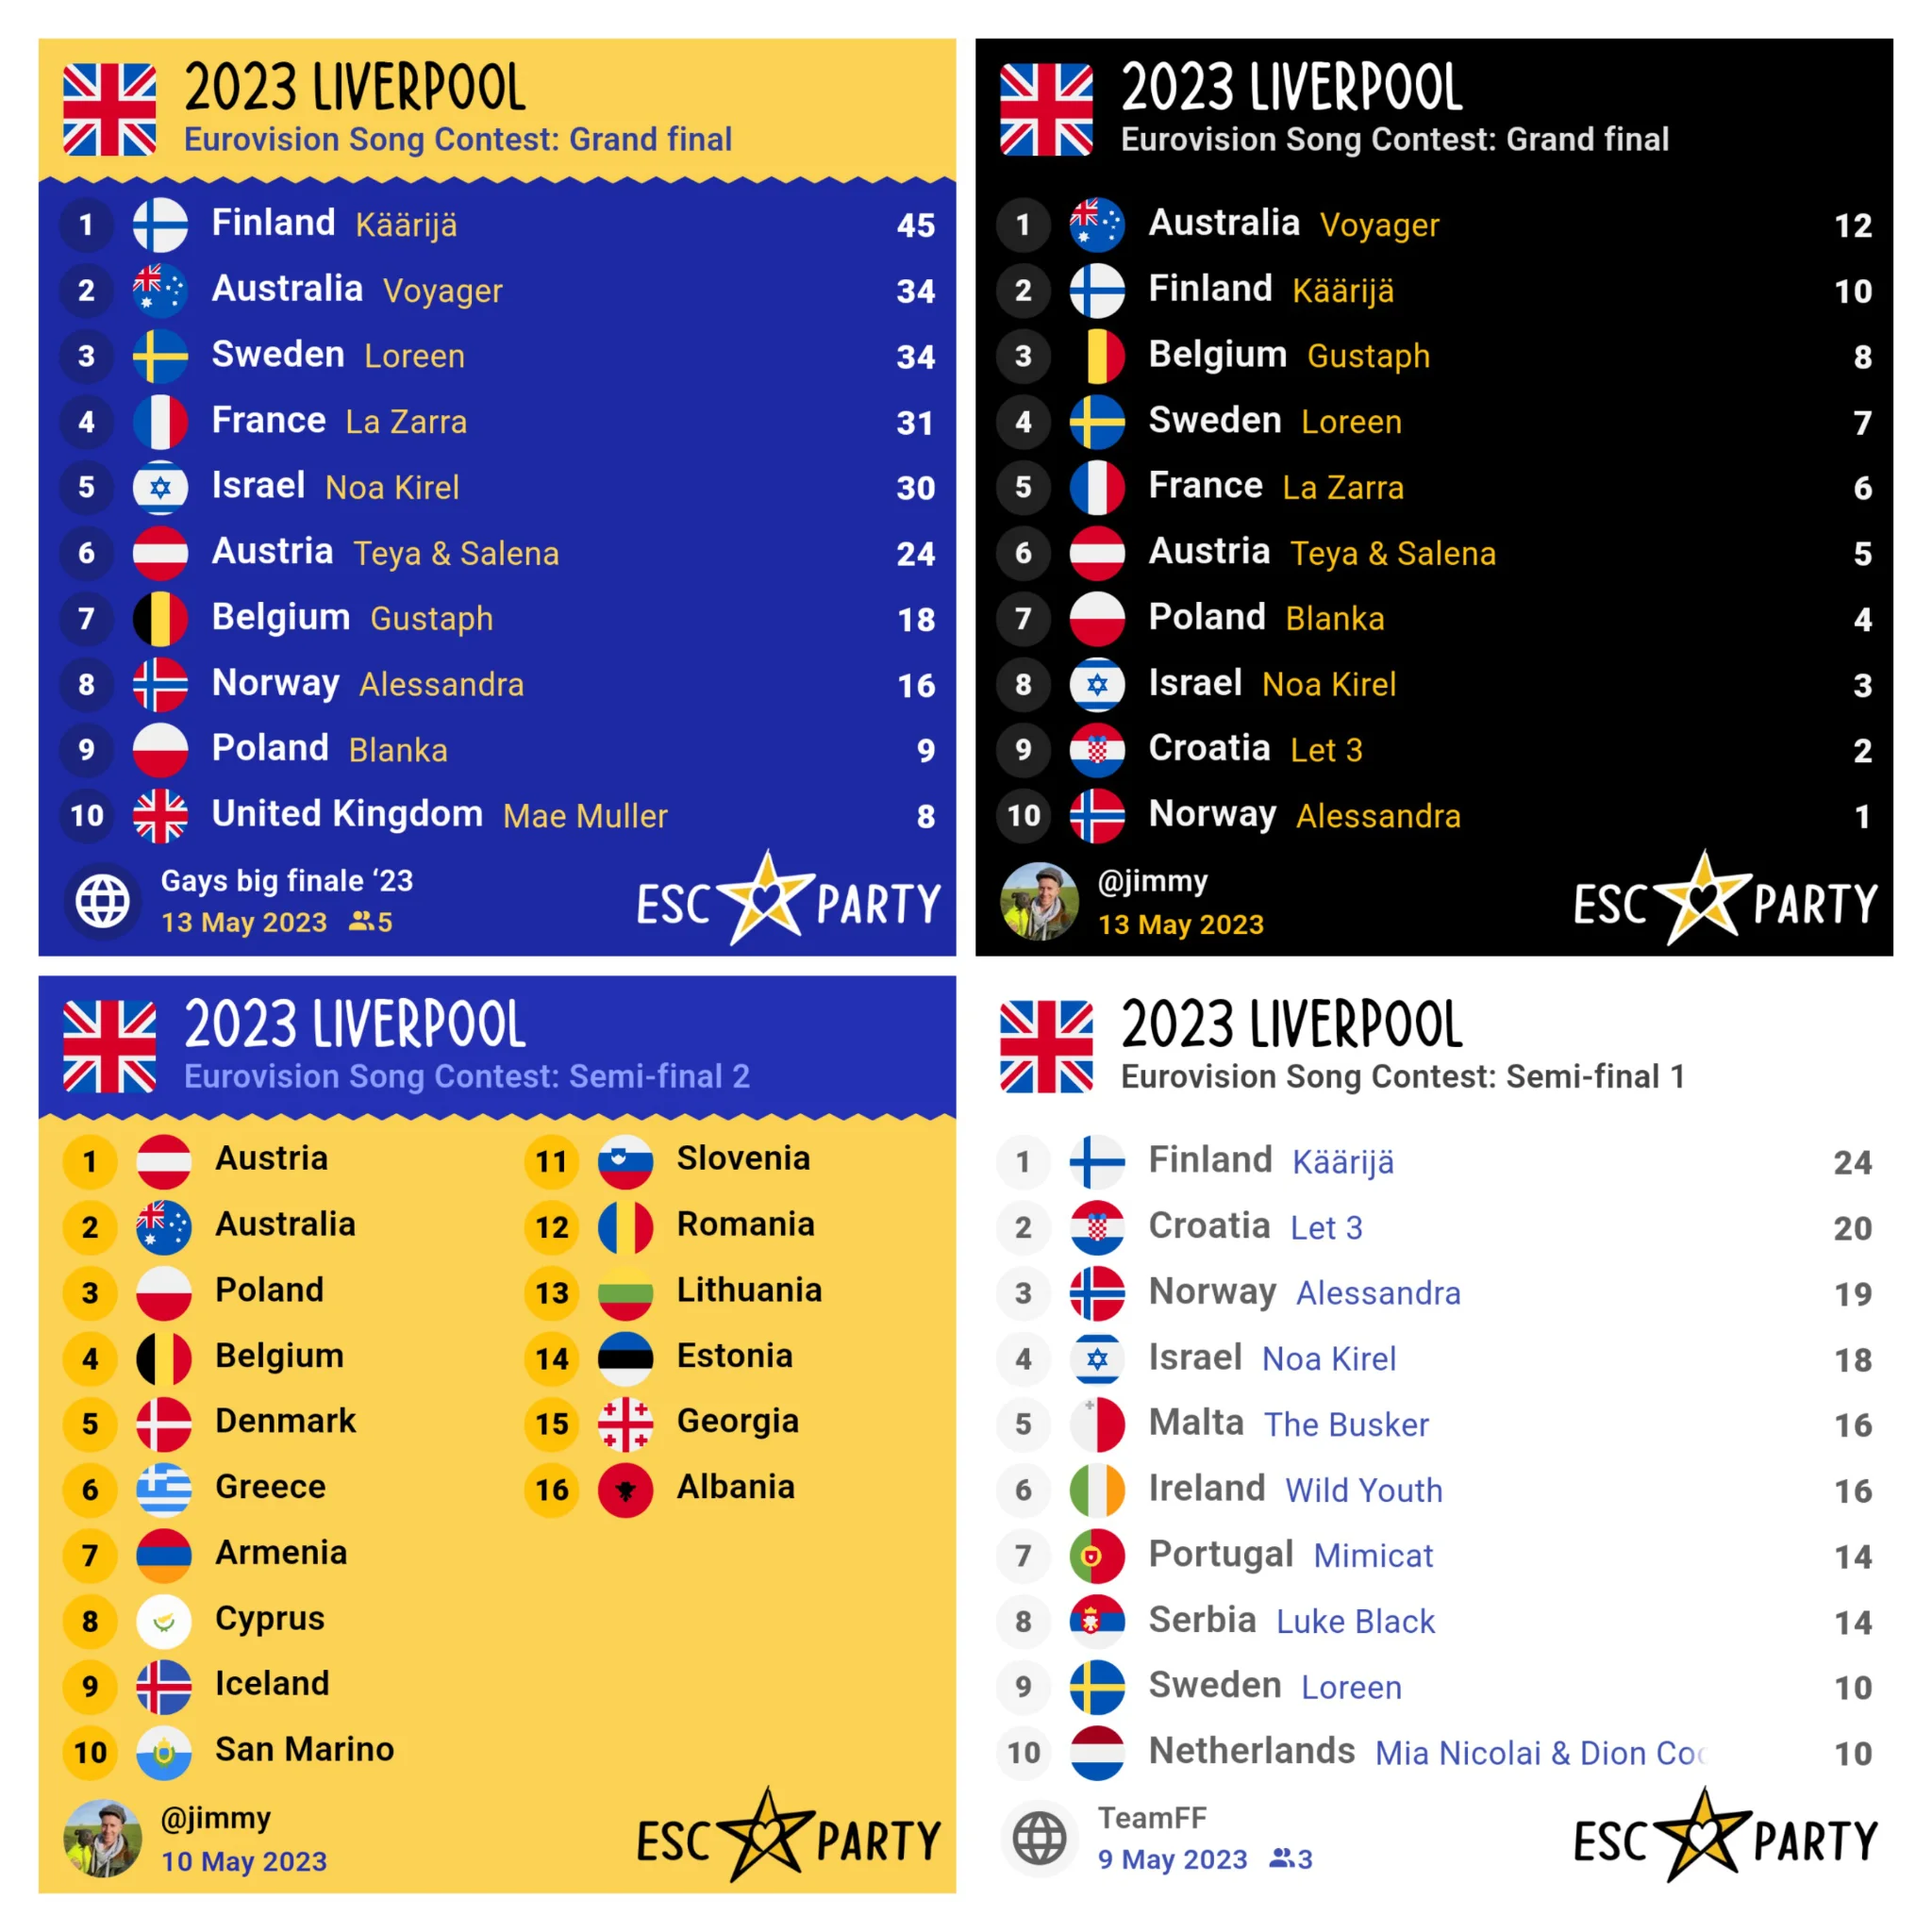 2023 LIVERPOOL
Eurovision Song Contest: Grand final
1 Finland Käärijä 45
2 Australia Voyager 34
3 Sweden Loreen 34
4 France La Zarra 31
5 Israel Noa Kirel 30
6 Austria Teya & Salena 24
7 Belgium Gustaph 18
8 Norway Alessandra 16
9 Poland Blanka 9
10 United Kingdom Mae Muller 8
Gays big finale ‘23
13 May 2023 5
ESC PARTY
2023 LIVERPOOL
Eurovision Song Contest: Grand final
1 Australia Voyager 12
2 Finland Käärijä 10
3 Belgium Gustaph 8
4 Sweden Loreen 7
5 France La Zarra 6
6 Austria Teya & Salena 5
7 Poland Blanka 4
8 Israel Noa Kirel 3
9 Croatia Let 3 2
10 Norway Alessandra 1
@jimmy
13 May 2023
ESC PARTY
2023 LIVERPOOL
Eurovision Song Contest: Semi-final 2
1 Austria
2 Australia
3 Poland
4 Belgium
5 Denmark
6 Greece
7 Armenia
8 Cyprus
9 Iceland
10 San Marino
11 Slovenia
12 Romania
13 Lithuania
14 Estonia
15 Georgia
16 Albania
@jimmy
10 May 2023
ESC PARTY
2023 LIVERPOOL
Eurovision Song Contest: Semi-final 1
1 Finland Käärijä 24
2 Croatia Let 3 20
3 Norway Alessandra 19
4 Israel Noa Kirel 18
5 Malta The Busker 16
6 Ireland Wild Youth 16
7 Portugal Mimicat 14
8 Serbia Luke Black 14
9 Sweden Loreen 10
10 Netherlands Mia Nicolai & Dion Coo 10
TeamFF
9 May 2023 3
ESC PARTY